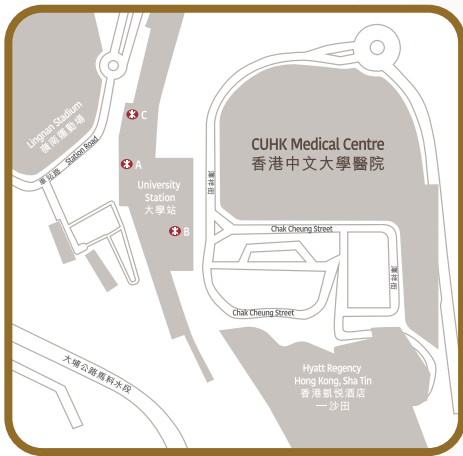 C
Lingnan Stadium
嶺南運動場
車站路 Station Road
A
CUHK Medical Centre
香港中文大學醫院
University
Station
大學站
澤祥街
B
Chak Cheung Street
澤祥街
Chak Cheung Street
大埔公路馬料水段
Hyatt Regency
Hong Kong, Sha Tin
香港凱悦酒店
—沙田